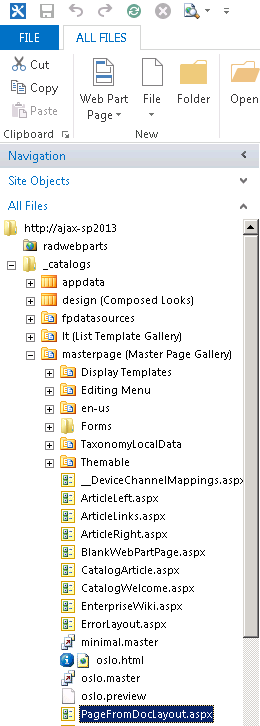 FILE
ALL FILES
Cut
Copy
Paste
Clipboard
Web Part
Page
File
Folder
Open
New
Navigation
Site Objects
All Files
http://ajax-sp2013
radwebparts
_catalogs
appdata
design (Composed Looks)
fpdatasources
lt (List Template Gallery)
masterpage (Master Page Gallery)
Display Templates
Editing Menu
en-us
Forms
TaxonomyLocalData
Themable
__DeviceChannelMappings.aspx
ArticleLeft.aspx
ArticleLinks.aspx
ArticleRight.aspx
BlankWebPartPage.aspx
CatalogArticle.aspx
CatalogWelcome.aspx
EnterpriseWiki.aspx
ErrorLayout.aspx
minimal.master
oslo.html
oslo.master
oslo.preview
PageFromDocLayout.aspx